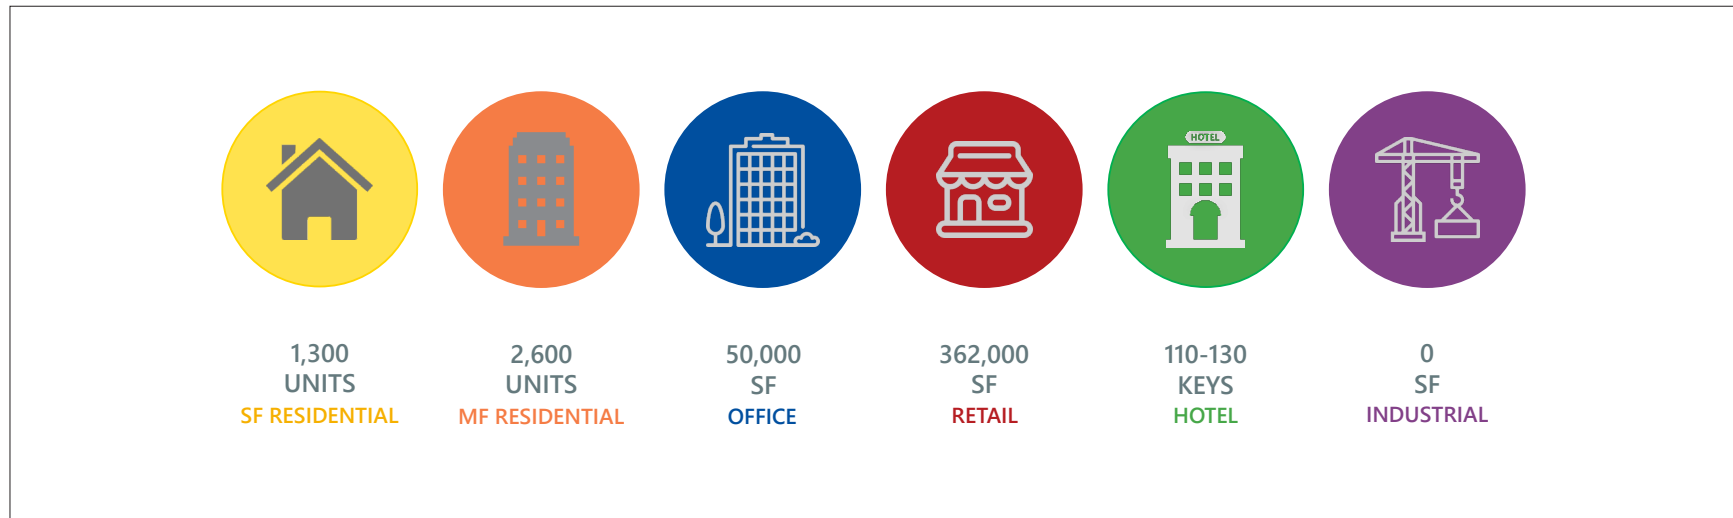 HOTEL
1,300
UNITS
SF RESIDENTIAL
2,600
UNITS
MF RESIDENTIAL
50,000
SF
OFFICE
362,000
SF
RETAIL
110-130
KEYS
HOTEL
0
SF
INDUSTRIAL